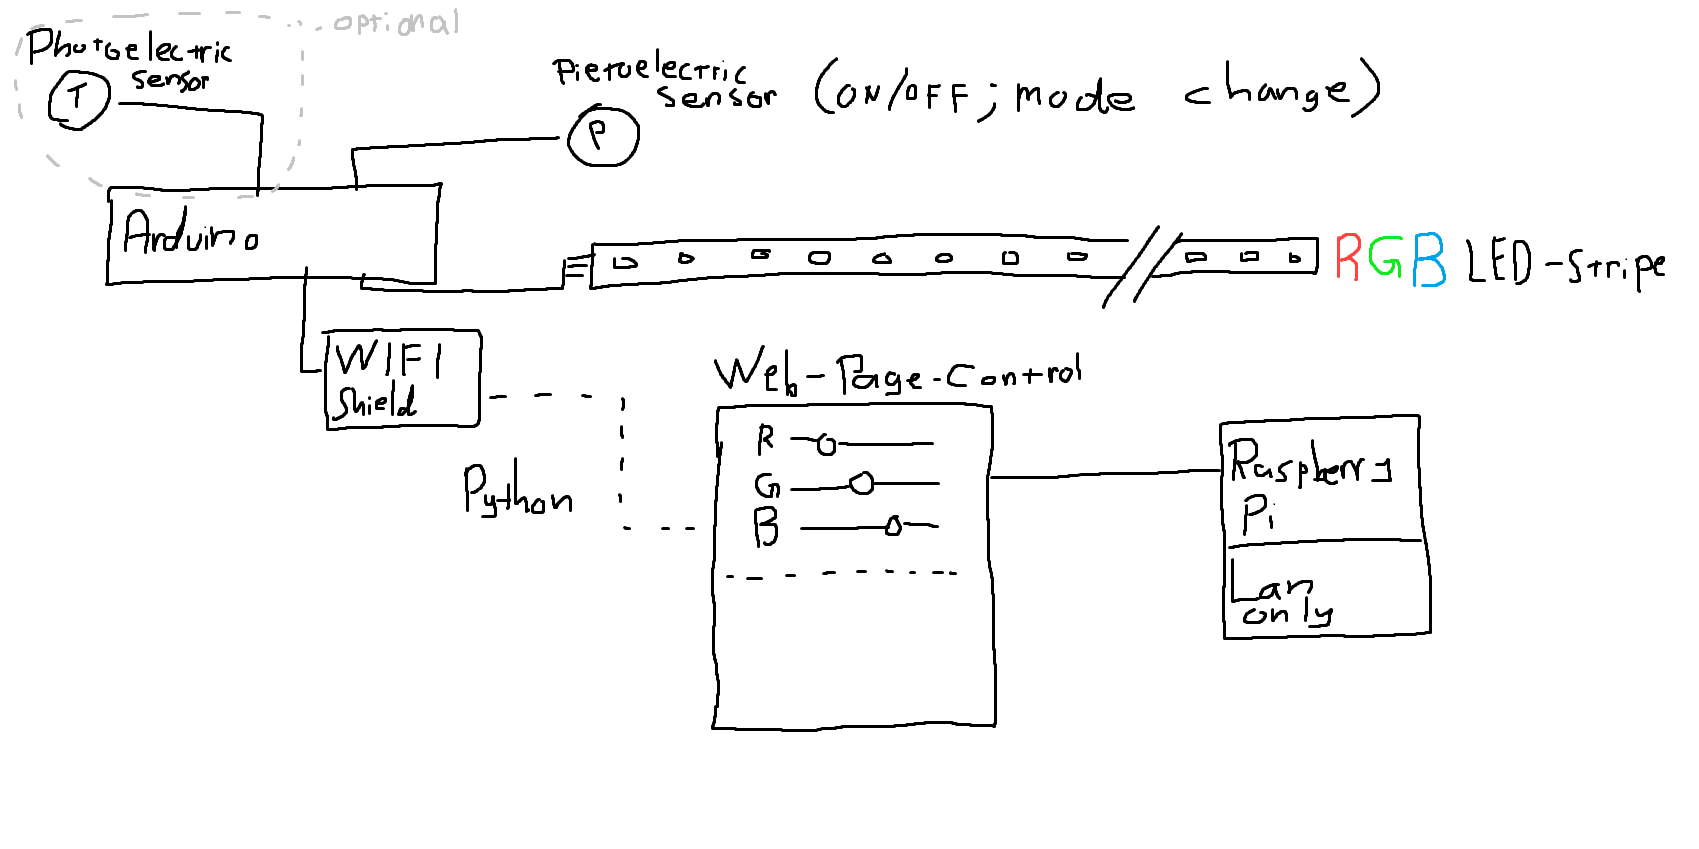 optional
Photoelectric
sensor
T
Piezoelectric
sensor (ON/OFF; mode change)
P
Arduino
RGB LED-Stripe
WIFI
Shield
Web-Page-Control
R
G
B
Python
Raspberry
Pi
Lan
only